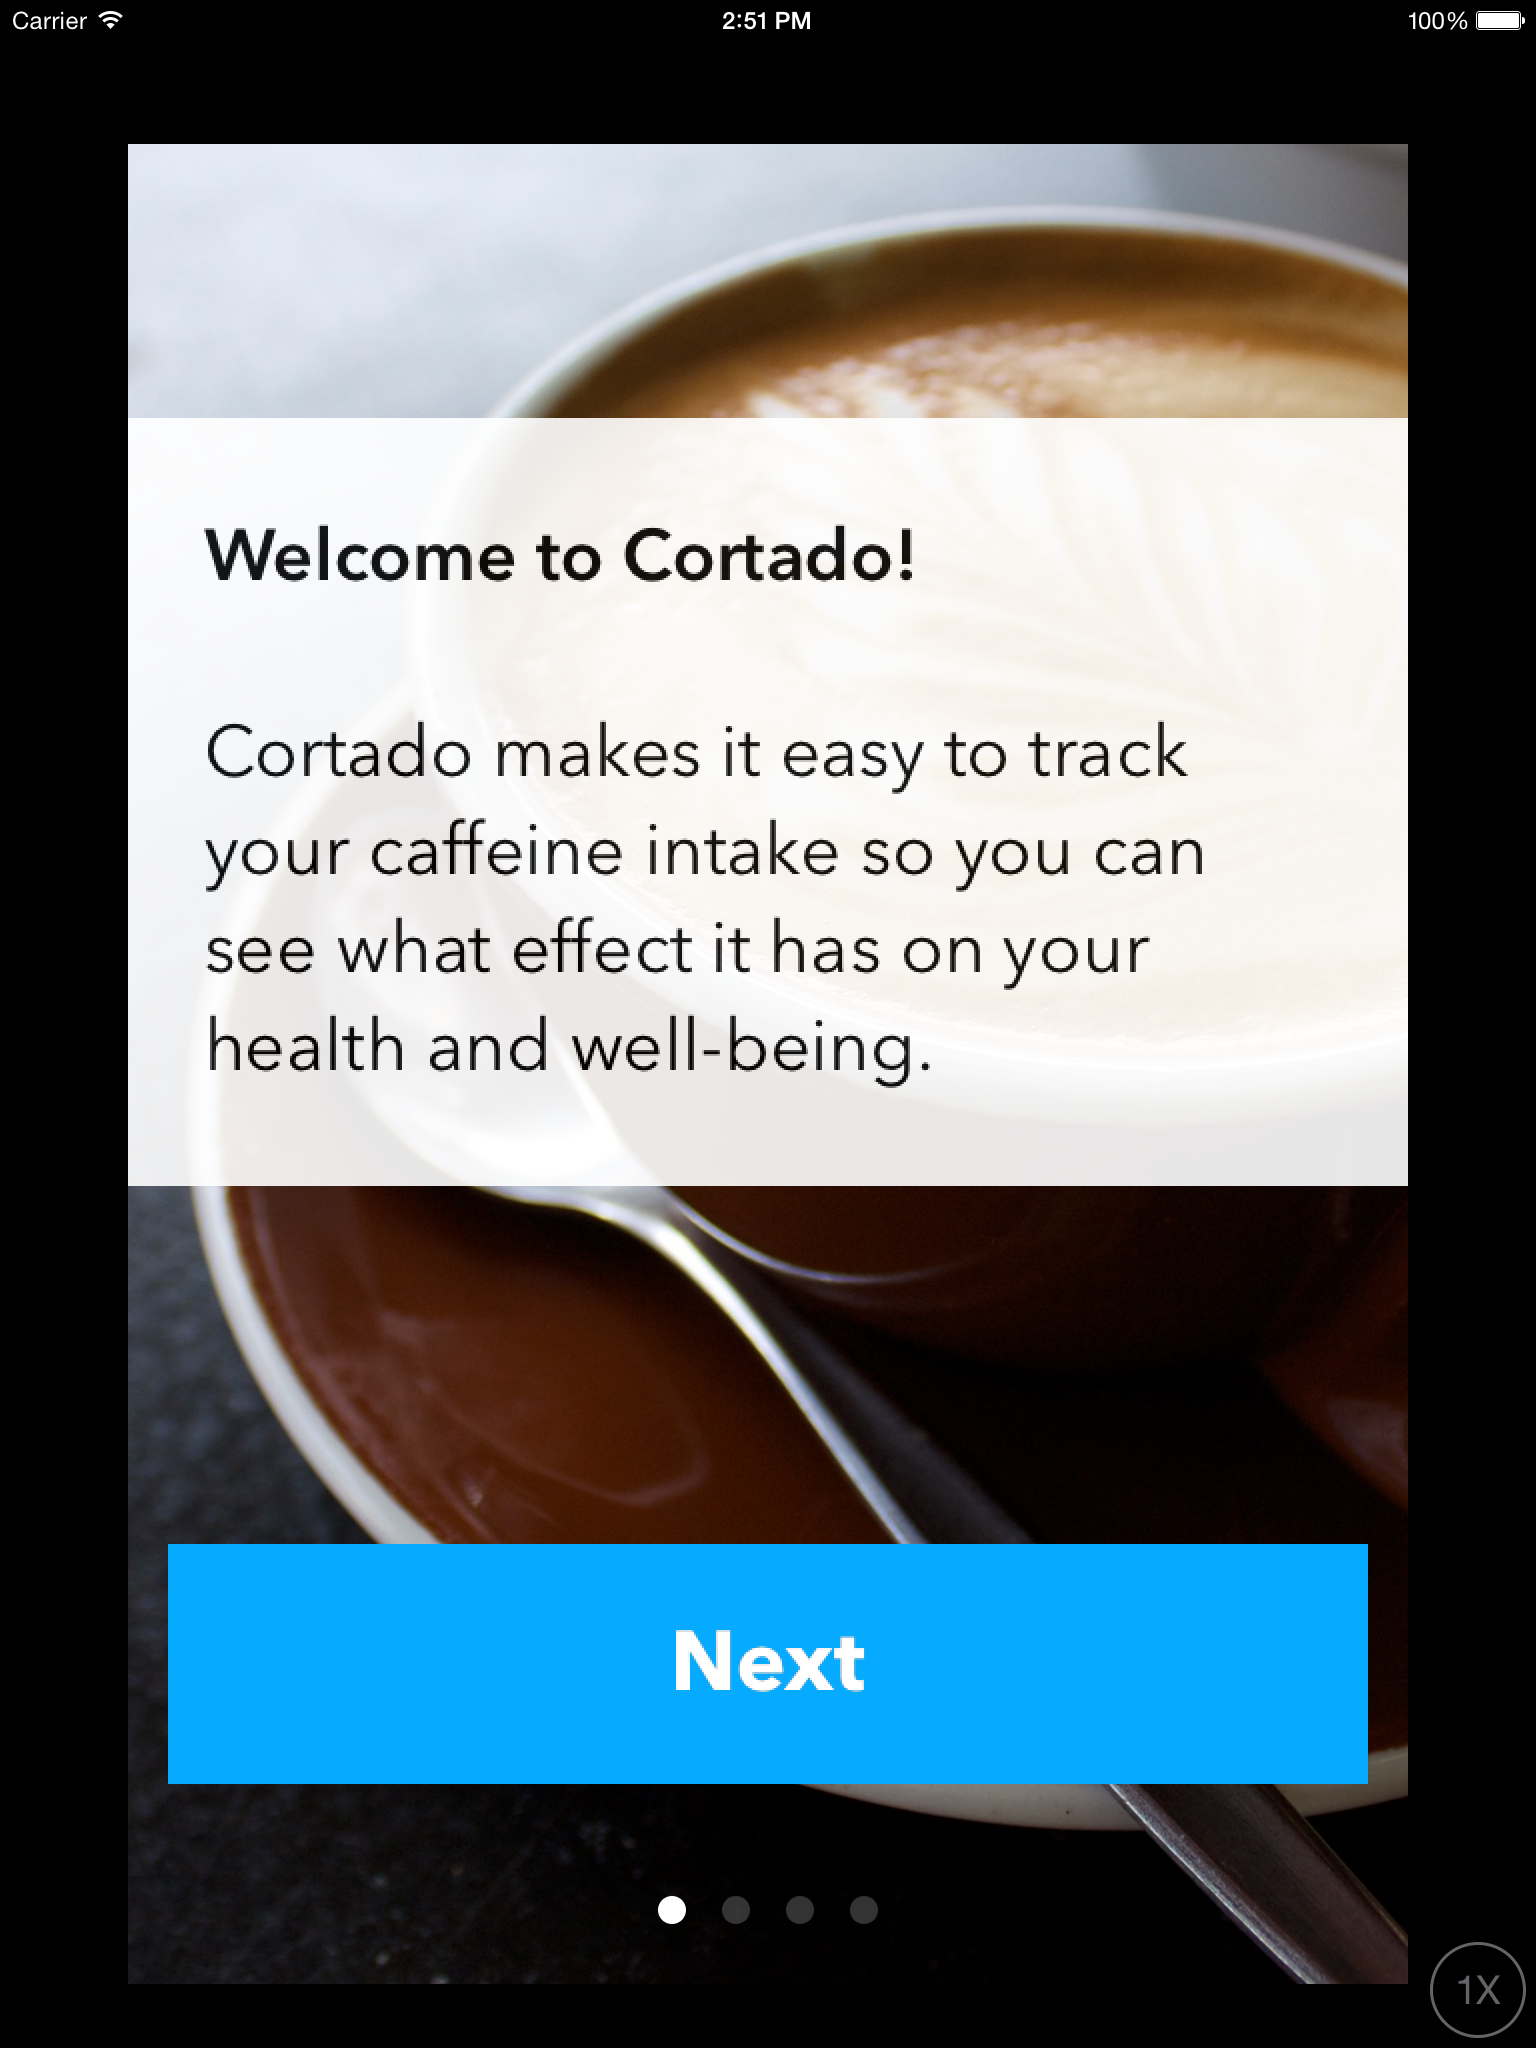 Carrier 2:51 PM 100%
Welcome to Cortado!
Cortado makes it easy to track
your caffeine intake so you can
see what effect it has on your
health and well-being.
Next
1X